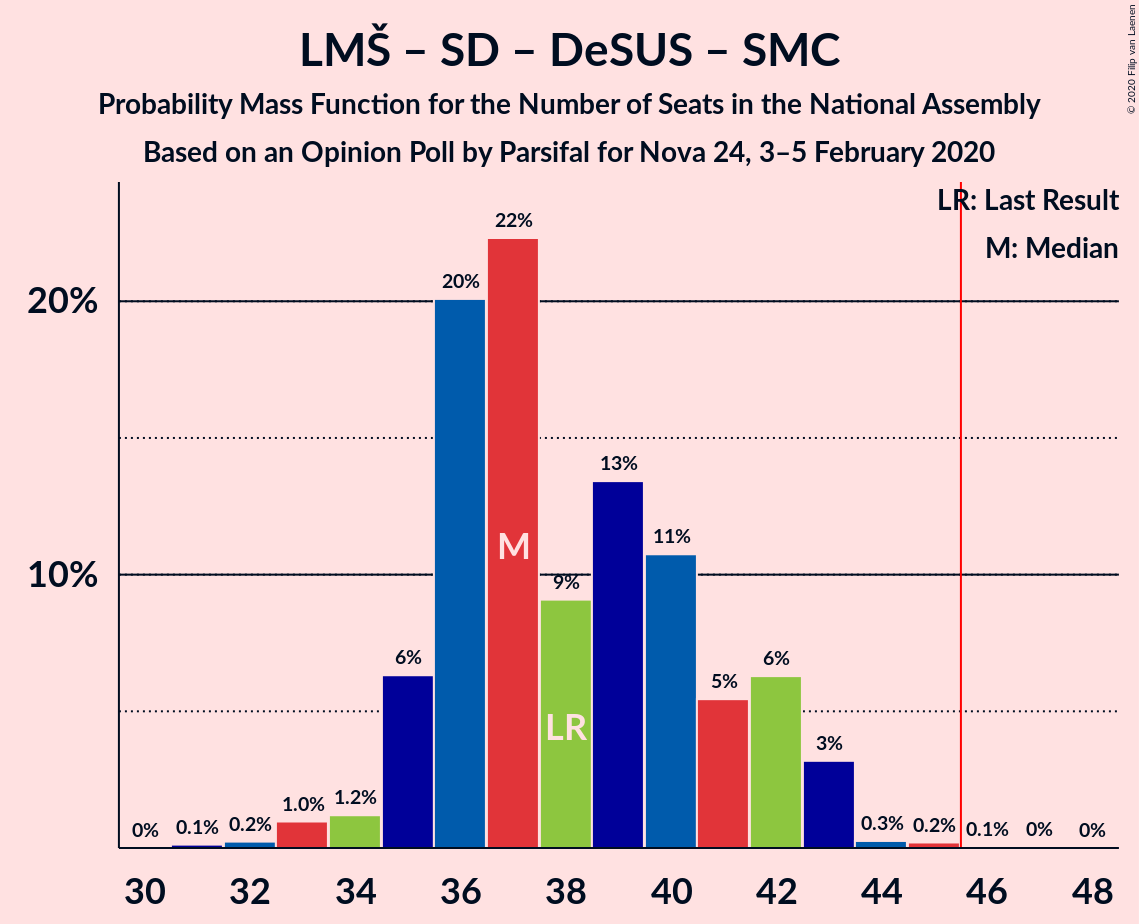 LMŠ – SD – DeSUS – SMC
Probability Mass Function for the Number of Seats in the National Assembly
Based on an Opinion Poll by Parsifal for Nova 24, 3–5 February 2020
© 2020 Filip van Laenen
LR: Last Result
M: Median
20%
10%
0%
0.1%
0.2%
1.0%
1.2%
6%
20%
22%
9%
13%
11%
5%
6%
3%
0.3%
0.2%
0.1%
0%
0%
M
LR
30 32 34 36 38 40 42 44 46 48